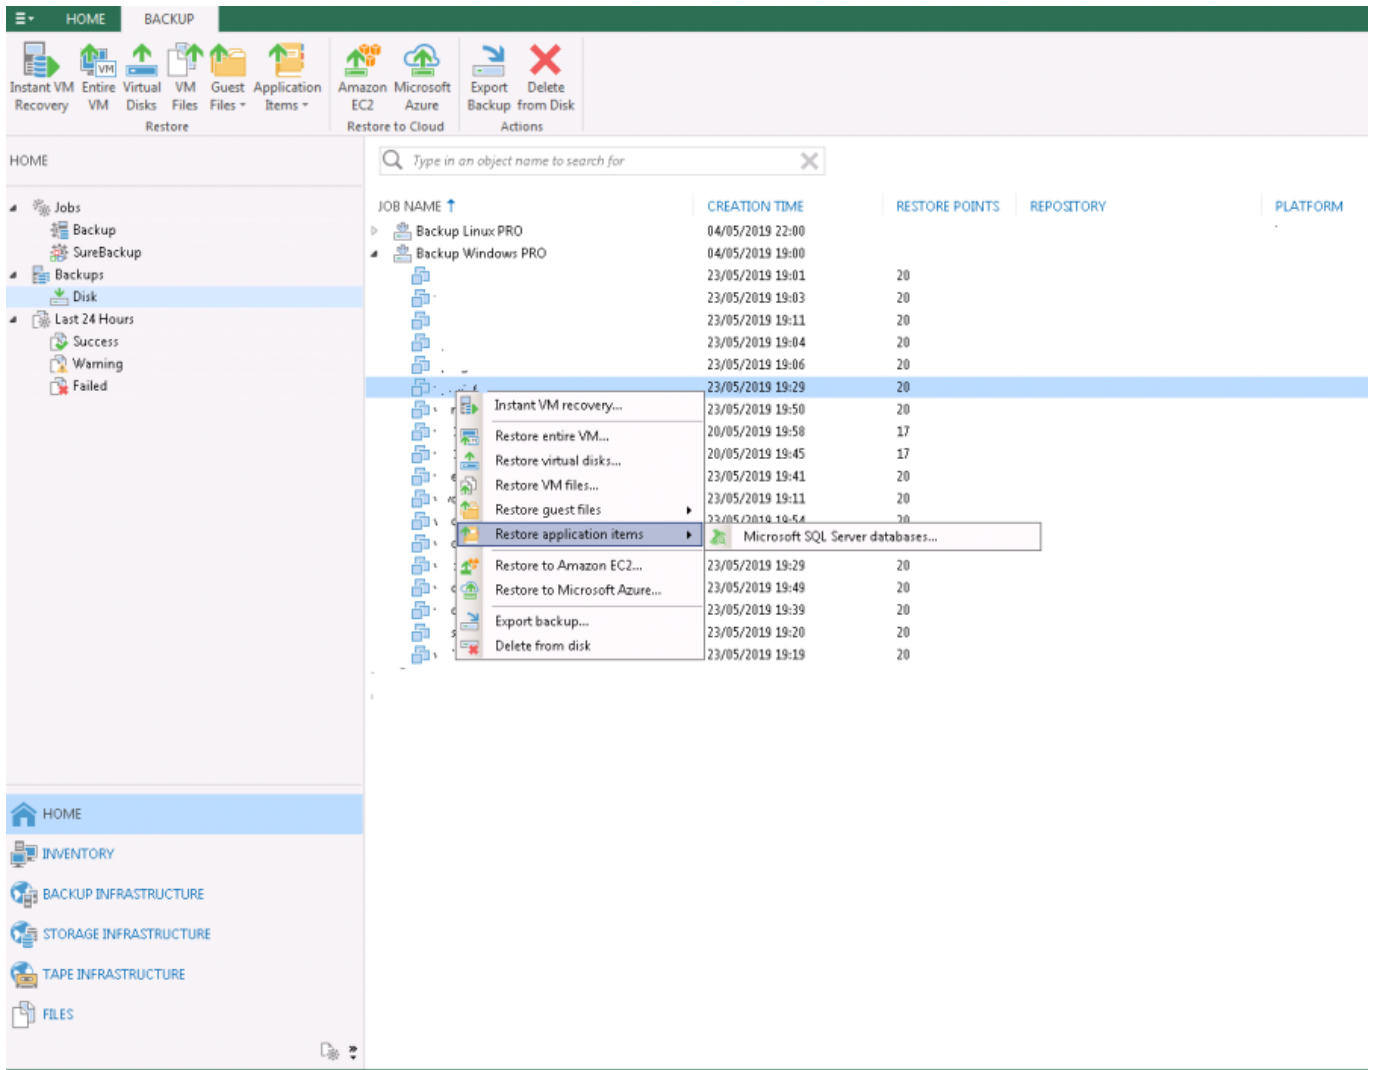 HOME BACKUP
Instant VM Recovery
Entire VM
Virtual Disks
VM Files
Guest Files
Application Items
Amazon EC2
Microsoft Azure
Export Backup
Delete from Disk
Restore
Restore to Cloud
Actions
HOME
Type in an object name to search for
Jobs
Backup
SureBackup
Backups
Disk
Last 24 Hours
Success
Warning
Failed
JOB NAME CREATION TIME RESTORE POINTS REPOSITORY PLATFORM
Backup Linux PRO 04/05/2019 22:00
Backup Windows PRO 04/05/2019 19:00
23/05/2019 19:01 20
23/05/2019 19:03 20
23/05/2019 19:11 20
23/05/2019 19:04 20
23/05/2019 19:06 20
23/05/2019 19:29 20
23/05/2019 19:50 20
20/05/2019 19:58 17
20/05/2019 19:45 17
23/05/2019 19:41 20
23/05/2019 19:11 20
23/05/2019 19:54 20
23/05/2019 19:29 20
23/05/2019 19:49 20
23/05/2019 19:39 20
23/05/2019 19:20 20
23/05/2019 19:19 20
Instant VM recovery...
Restore entire VM...
Restore virtual disks...
Restore VM files...
Restore guest files
Restore application items
Microsoft SQL Server databases...
Restore to Amazon EC2...
Restore to Microsoft Azure...
Export backup...
Delete from disk
HOME
INVENTORY
BACKUP INFRASTRUCTURE
STORAGE INFRASTRUCTURE
TAPE INFRASTRUCTURE
FILES